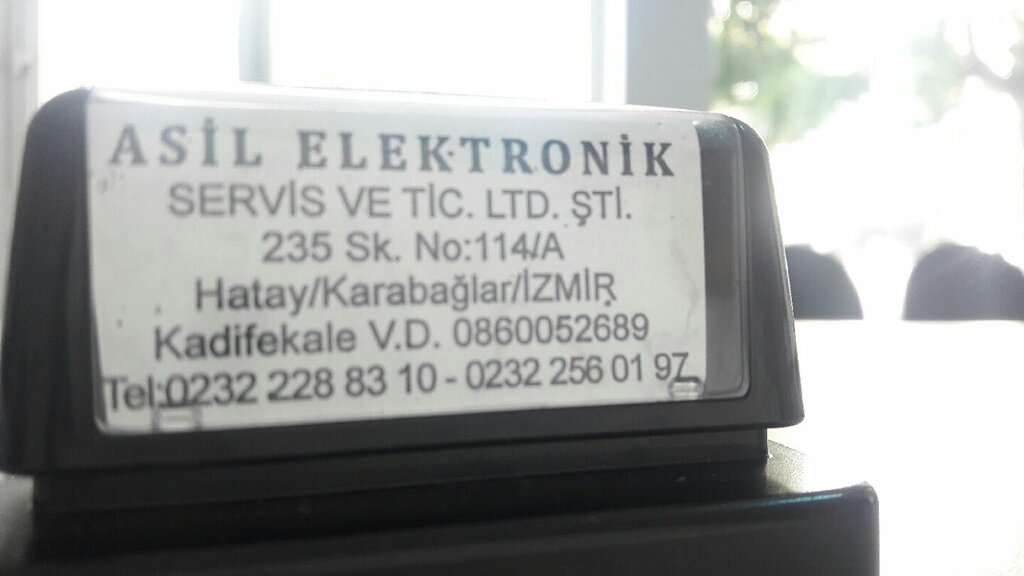 ASİL ELEKTRONİK
SERVİS VE TİC. LTD. ŞTİ.
235 Sk. No:114/A
Hatay/Karabağlar/İZMİR
Kadifekale V.D. 0860052689
Tel:0232 228 83 10 - 0232 256 01 97